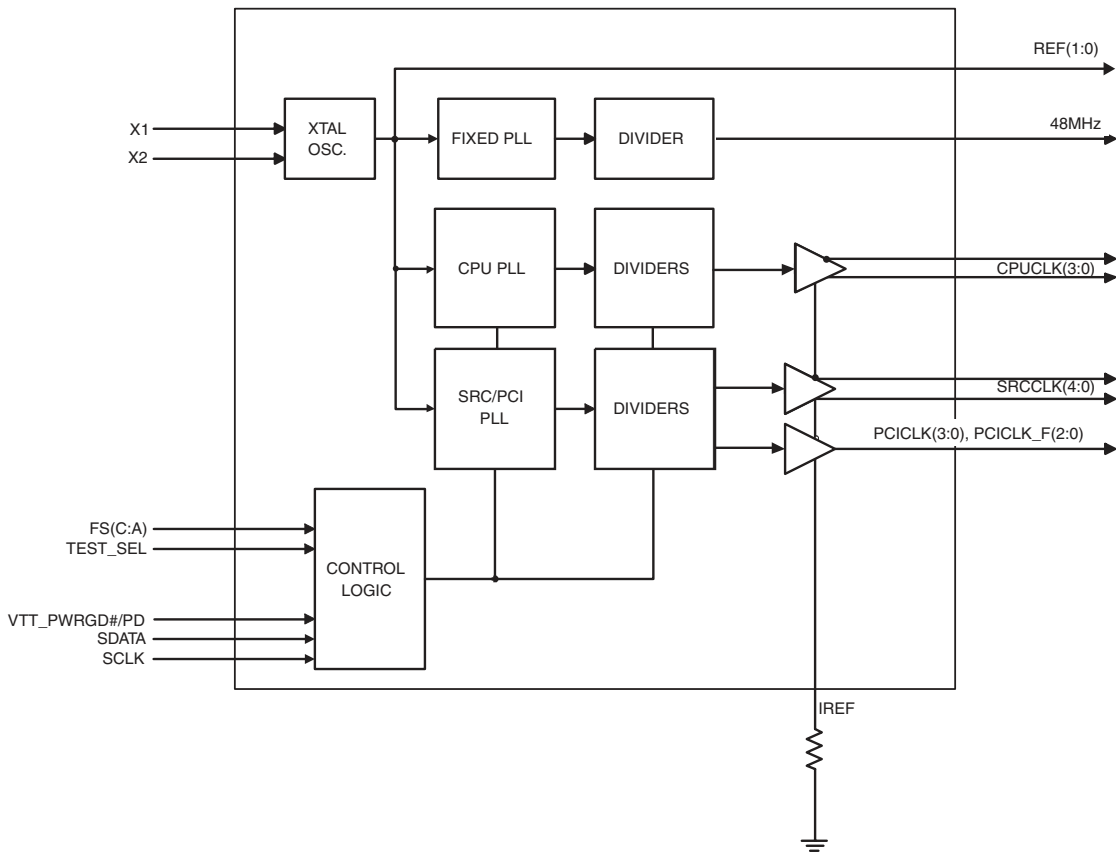 REF(1:0)
X1
X2
XTAL
OSC.
FIXED PLL
DIVIDER
48MHz
CPU PLL
DIVIDERS
CPUCLK(3:0)
SRC/PCI
PLL
DIVIDERS
SRCCLK(4:0)
PCICLK(3:0), PCICLK_F(2:0)
FS(C:A)
TEST_SEL
CONTROL
LOGIC
VTT_PWRGD#/PD
SDATA
SCLK
IREF